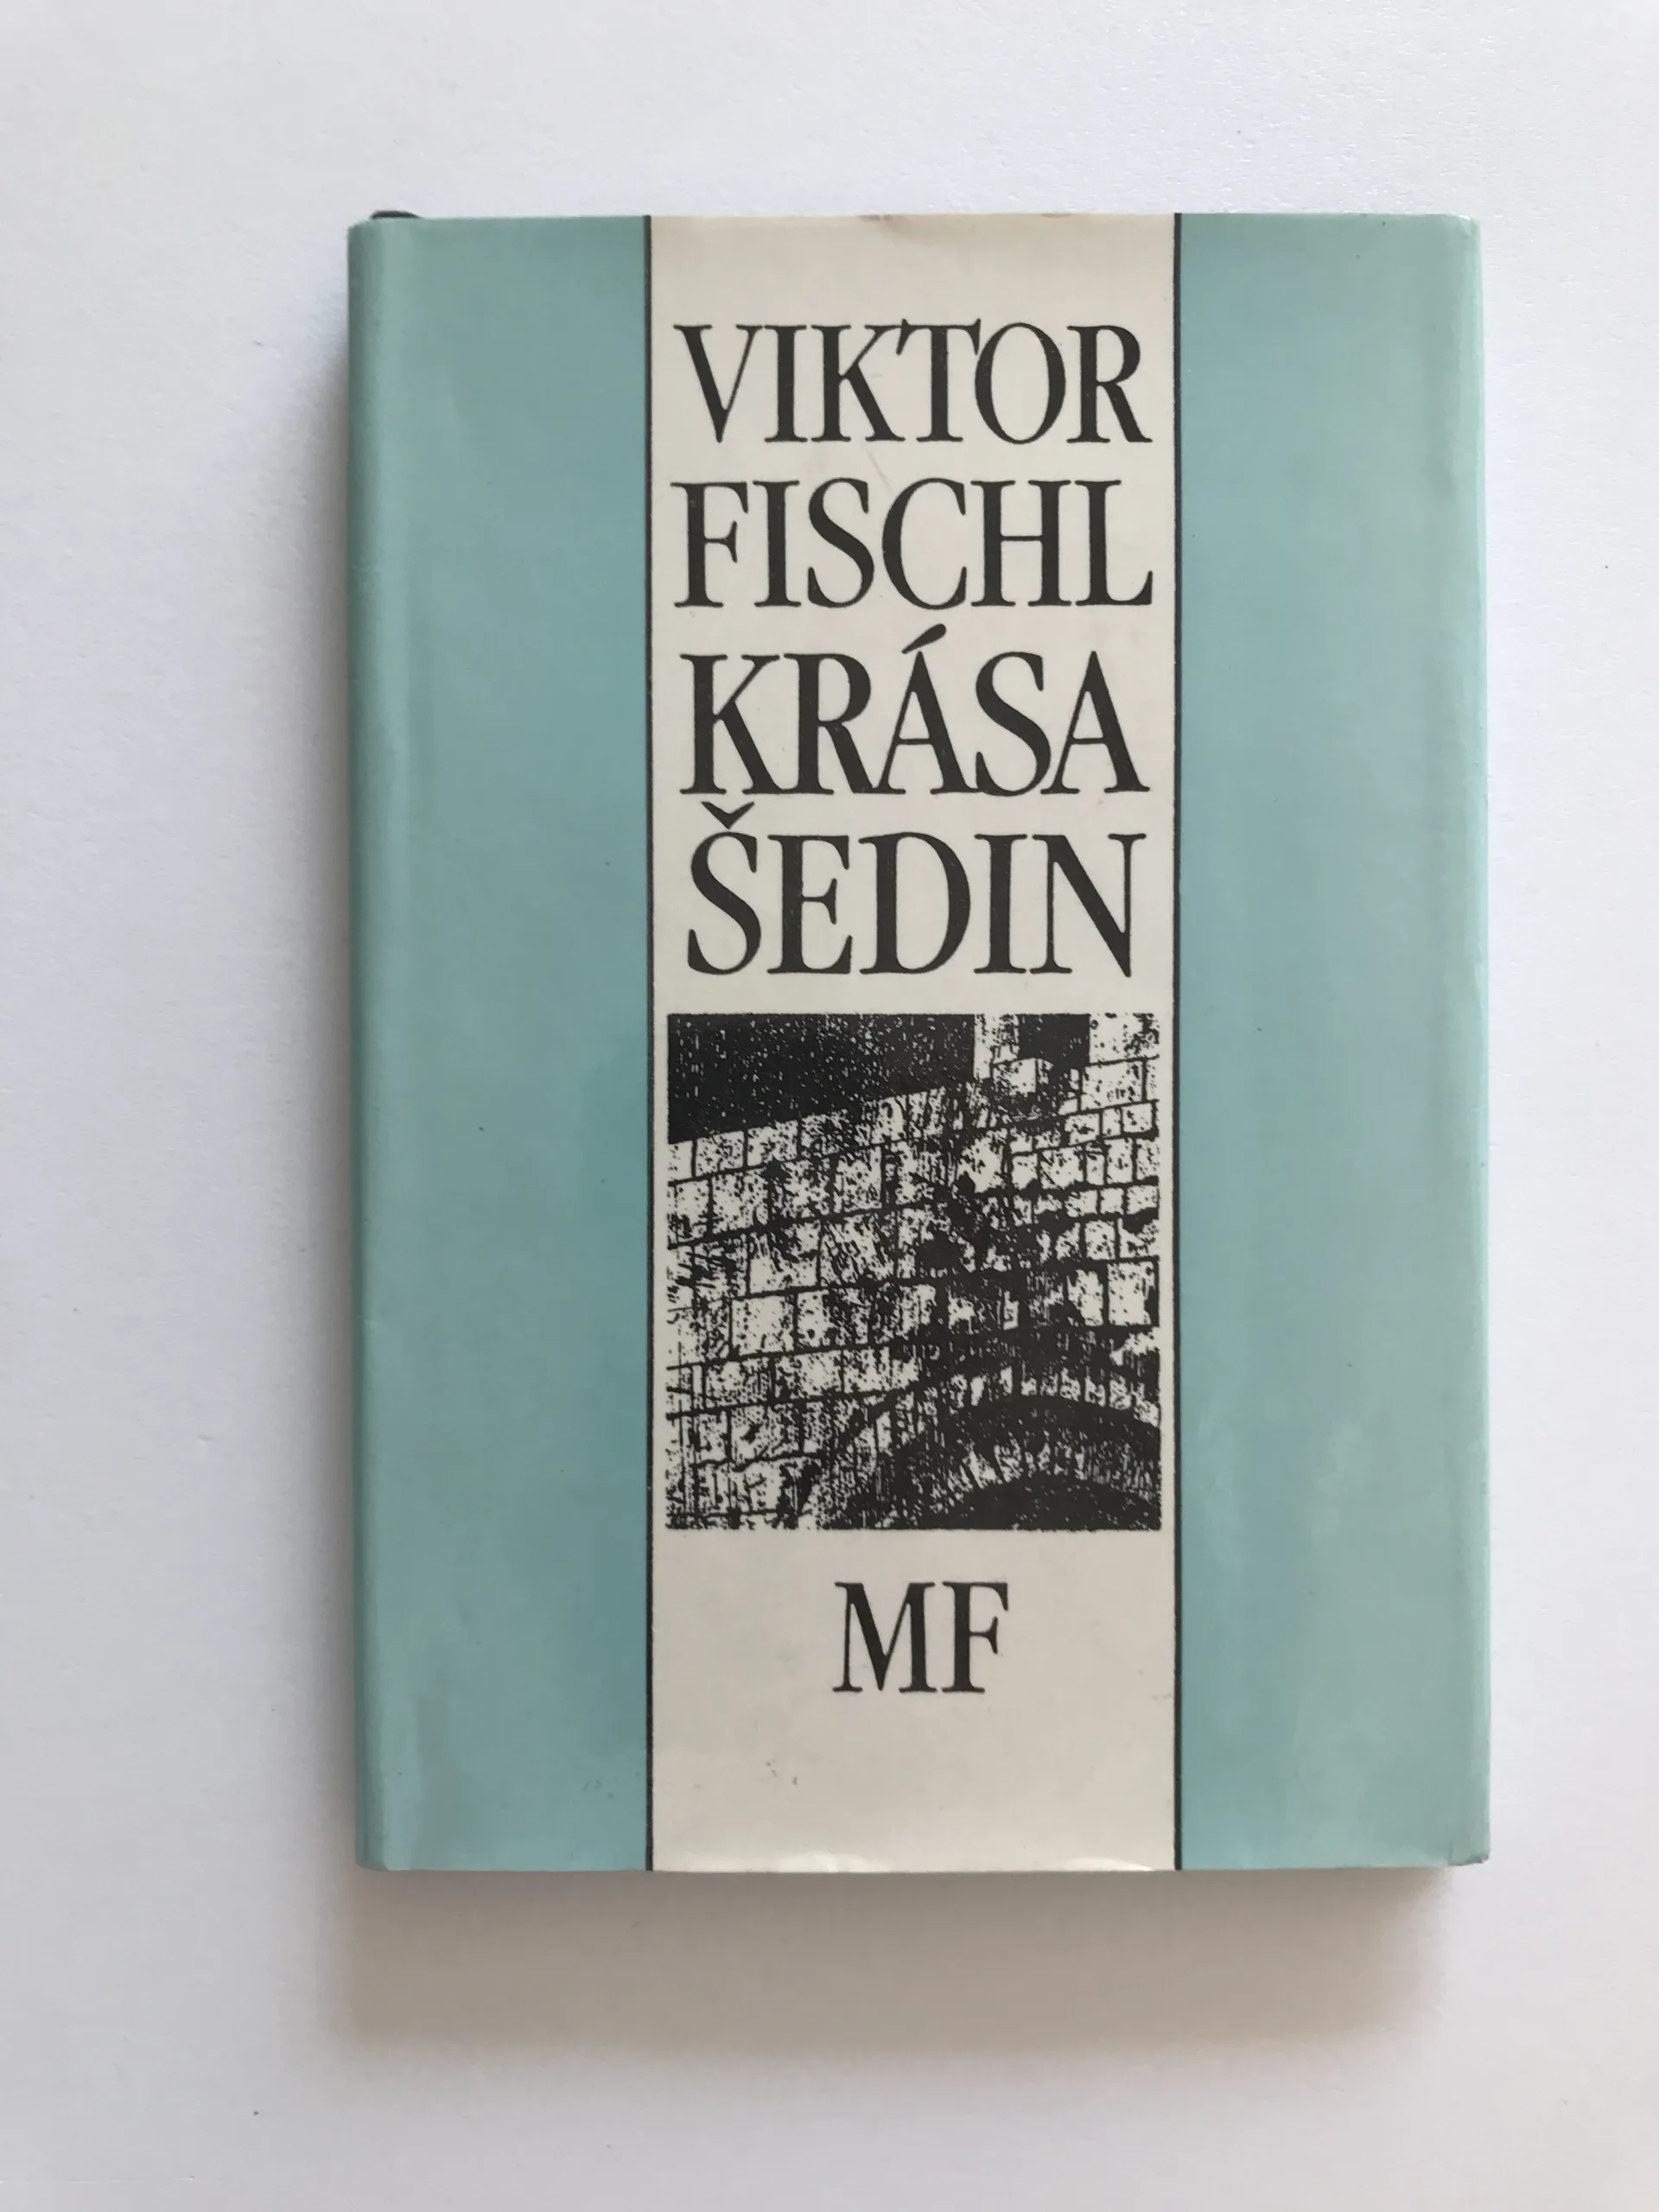 VIKTOR
FISCHL
KRÁSA
ŠEDIN
MF